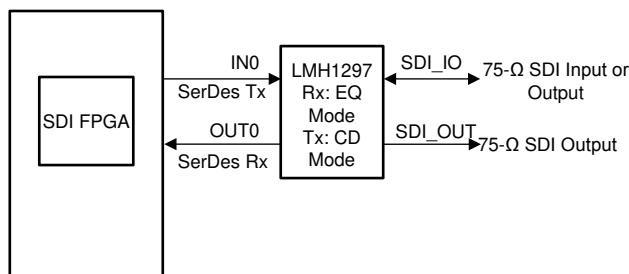 SDI FPGA
IN0
SerDes Tx
OUT0
SerDes Rx
LMH1297
Rx: EQ
Mode
Tx: CD
Mode
SDI_IO
75-Ω SDI Input or
Output
SDI_OUT
75-Ω SDI Output